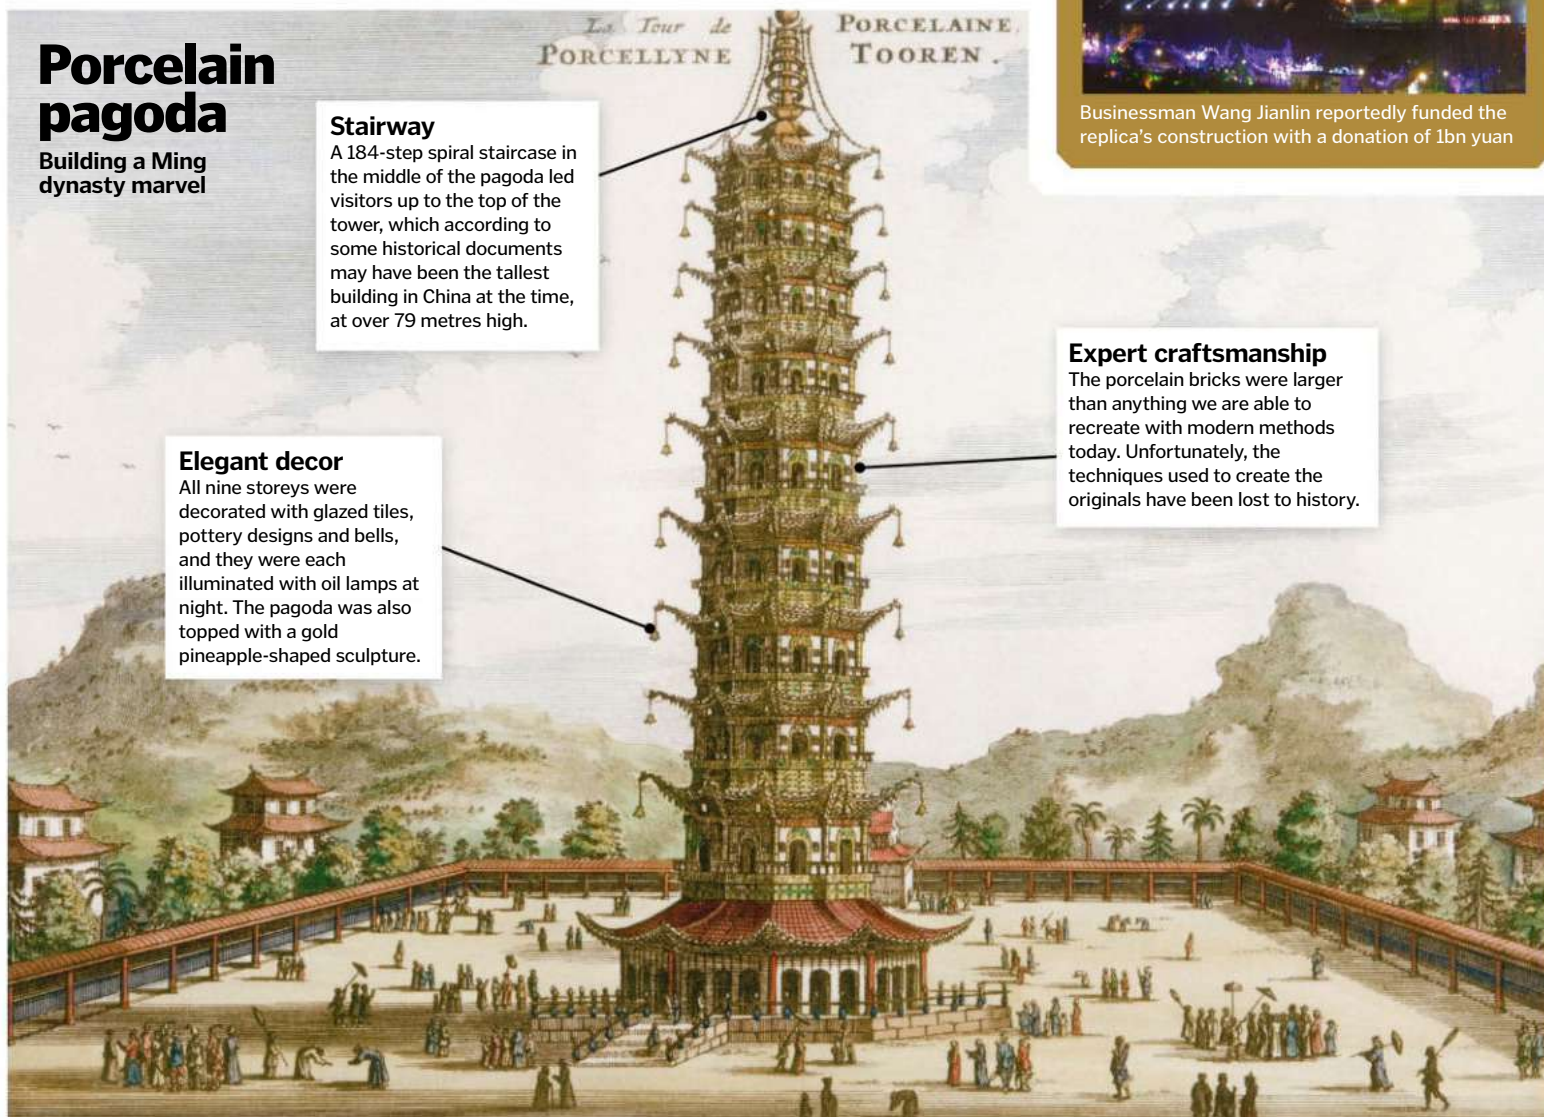 La Tour de PORCELAINE.
PORCELLYNE TOOREN.
Porcelain
pagoda
Building a Ming
dynasty marvel
Stairway
A 184-step spiral staircase in
the middle of the pagoda led
visitors up to the top of the
tower, which according to
some historical documents
may have been the tallest
building in China at the time,
at over 79 metres high.
Businessman Wang Jianlin reportedly funded the
replica's construction with a donation of 1bn yuan
Expert craftsmanship
The porcelain bricks were larger
than anything we are able to
recreate with modern methods
today. Unfortunately, the
techniques used to create the
originals have been lost to history.
Elegant decor
All nine storeys were
decorated with glazed tiles,
pottery designs and bells,
and they were each
illuminated with oil lamps at
night. The pagoda was also
topped with a gold
pineapple-shaped sculpture.